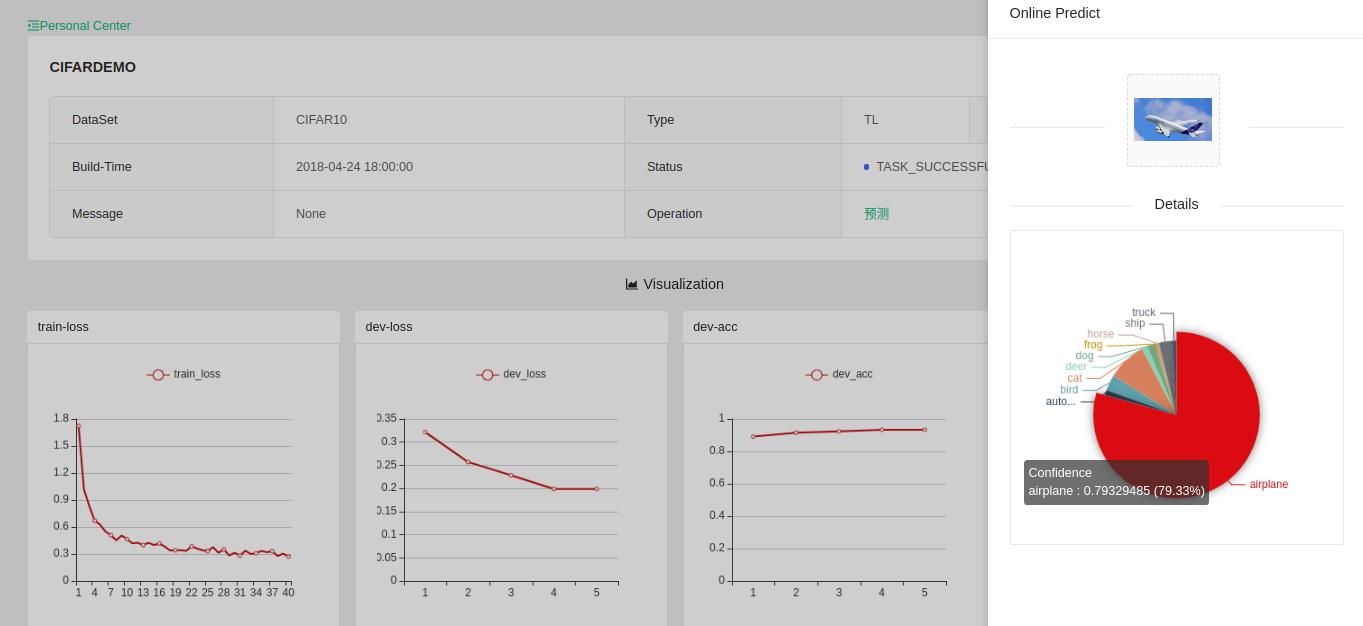 Personal Center
CIFARDEMO
DataSet CIFAR10 Type TL
Build-Time 2018-04-24 18:00:00 Status TASK_SUCCESSFU
Message None Operation 预测
Visualization
train-loss
train_loss
1.8
1.5
1.2
0.9
0.6
0.3
0
1 4 7 10 13 16 19 22 25 28 31 34 37 40
dev-loss
dev_loss
0.35
0.3
0.25
0.2
0.15
0.1
0.05
0
1 2 3 4 5
dev-acc
dev_acc
1
0.8
0.6
0.4
0.2
0
1 2 3 4 5
Online Predict
Details
truck
ship
horse
frog
dog
deer
cat
bird
auto...
airplane
Confidence
airplane : 0.79329485 (79.33%)